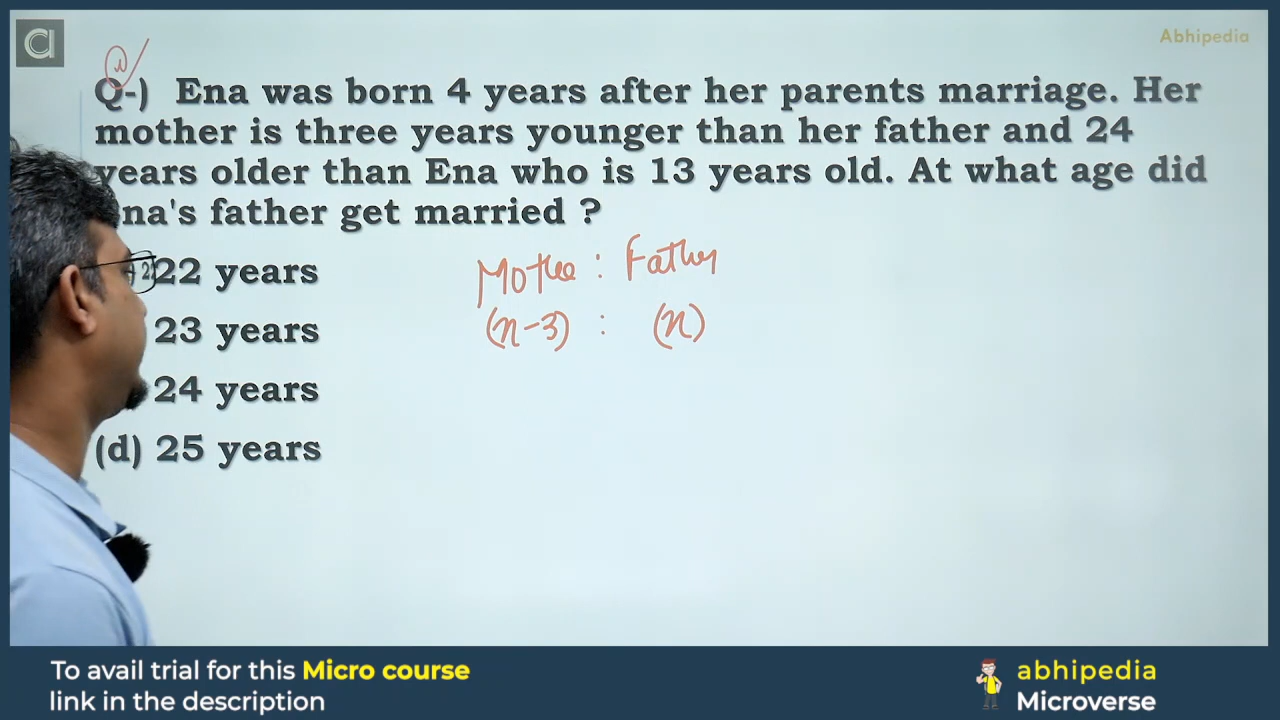 Abhipedia
Q-) Ena was born 4 years after her parents marriage. Her
mother is three years younger than her father and 24
years older than Ena who is 13 years old. At what age did
Ena's father get married ?
22 years
23 years
24 years
(d) 25 years
Mother : Father
(x-3) : (x)
To avail trial for this Micro course
link in the description
abhipedia
Microverse